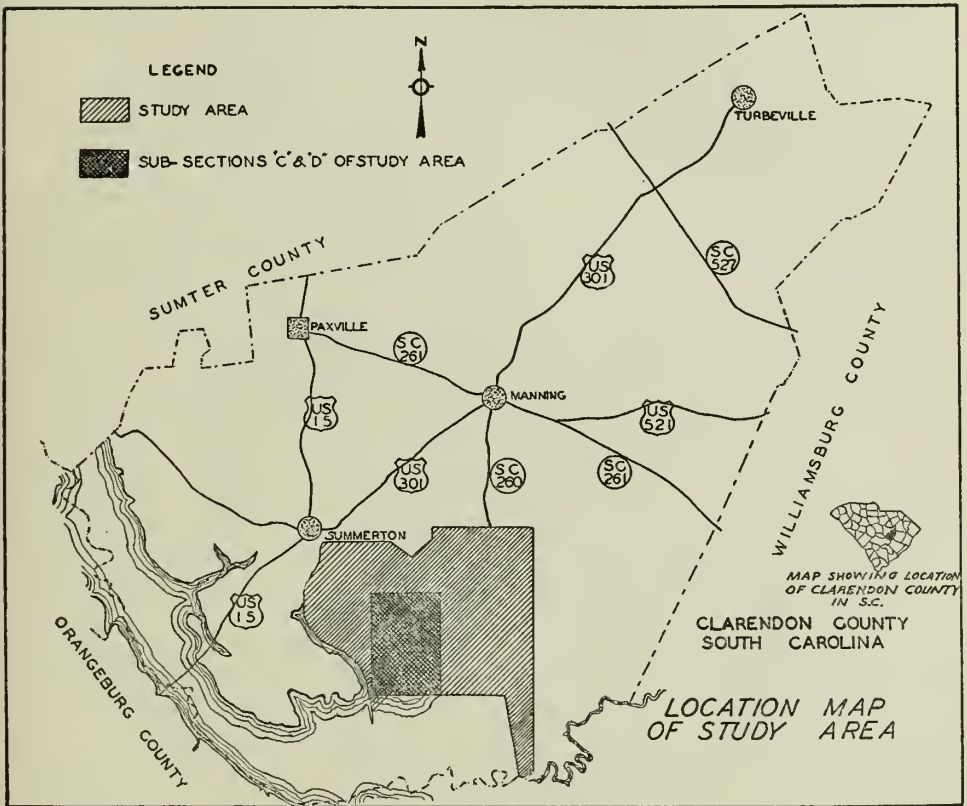 N
LEGEND
STUDY AREA
SUB-SECTIONS "C" & "D" OF STUDY AREA
TURBEVILLE
SUMTER COUNTY
US
301
SC
527
PAXVILLE
SC
261
MANNING
US
15
US
521
US
301
SC
260
SC
261
WILLIAMSBURG COUNTY
SUMMERTON
US
15
ORANGEBURG COUNTY
MAP SHOWING LOCATION
OF CLARENDON COUNTY
IN S.C.
CLARENDON COUNTY
SOUTH CAROLINA
LOCATION MAP
OF STUDY AREA